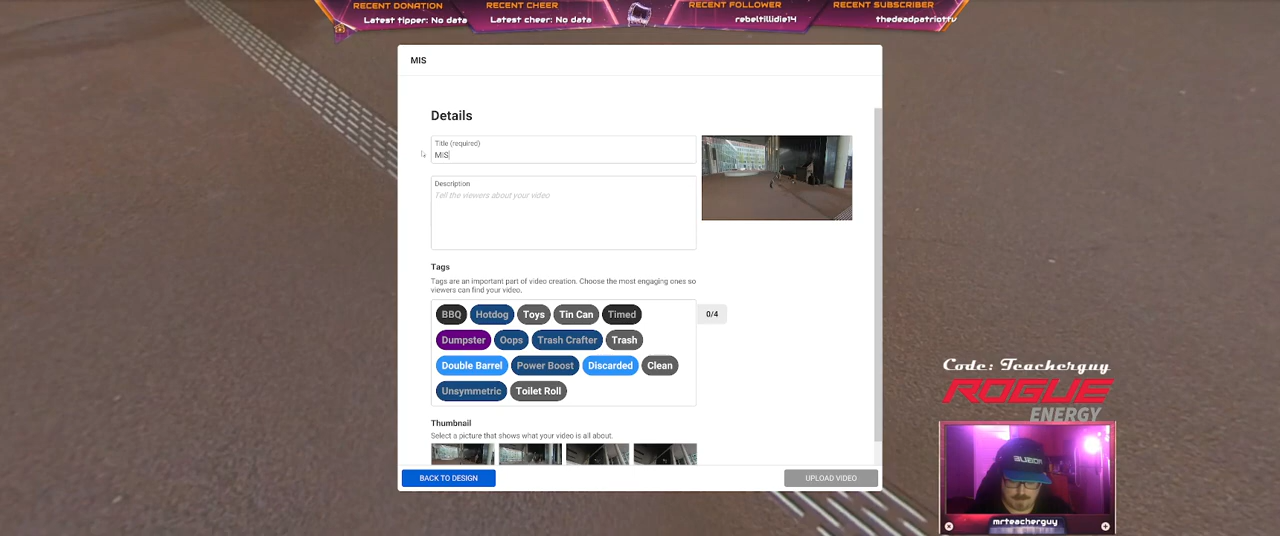 RECENT DONATION
Latest tipper: No data
RECENT CHEER
Latest cheer: No data
RECENT FOLLOWER
rebeltillidie14
RECENT SUBSCRIBER
thedeadpatriottv
MIS
Details
Title (required)
MIS
Description
Tell the viewers about your video
Tags
Tags are an important part of video creation. Choose the most engaging ones so
viewers can find your video.
BBQ Hotdog Toys Tin Can Timed
0/4
Dumpster Oops Trash Crafter Trash
Double Barrel Power Boost Discarded Clean
Unsymmetric Toilet Roll
Thumbnail
Select a picture that shows what your video is all about.
BACK TO DESIGN
UPLOAD VIDEO
Code: Teacherguy
ROGUE
ENERGY
mrteacherguy